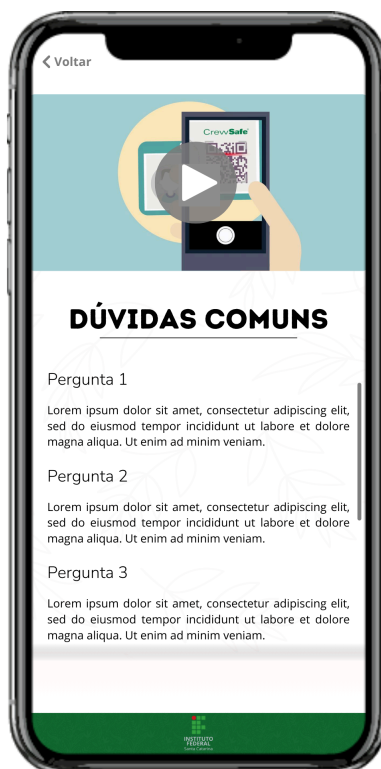 Voltar
CrewSafe
DÚVIDAS COMUNS
Pergunta 1
Lorem ipsum dolor sit amet, consectetur adipiscing elit,
sed do eiusmod tempor incididunt ut labore et dolore
magna aliqua. Ut enim ad minim veniam.
Pergunta 2
Lorem ipsum dolor sit amet, consectetur adipiscing elit,
sed do eiusmod tempor incididunt ut labore et dolore
magna aliqua. Ut enim ad minim veniam.
Pergunta 3
Lorem ipsum dolor sit amet, consectetur adipiscing elit,
sed do eiusmod tempor incididunt ut labore et dolore
magna aliqua. Ut enim ad minim veniam.
INSTITUTO
FEDERAL
Santa Catarina